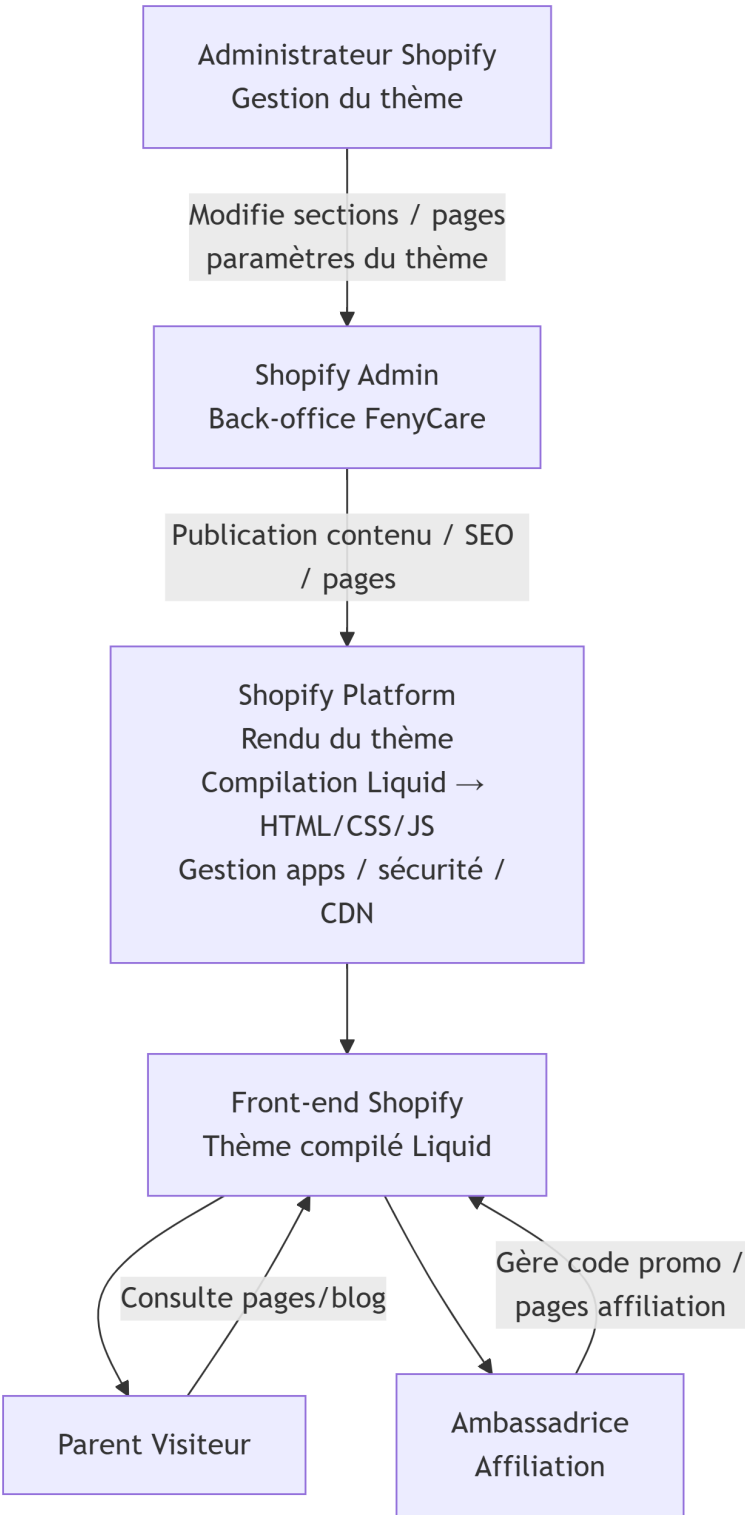 Administrateur Shopify
Gestion du thème
Modifie sections / pages
paramètres du thème
Shopify Admin
Back-office FenyCare
Publication contenu / SEO
/ pages
Shopify Platform
Rendu du thème
Compilation Liquid →
HTML/CSS/JS
Gestion apps / sécurité /
CDN
Front-end Shopify
Thème compilé Liquid
Consulte pages/blog
Gère code promo /
pages affiliation
Parent Visiteur
Ambassadrice
Affiliation